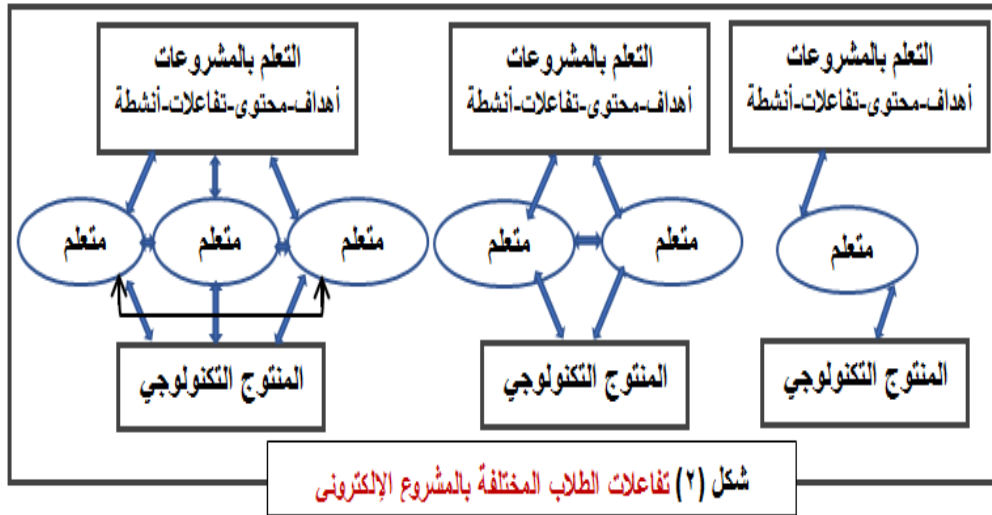 التعلم بالمشروعات
أهداف-محتوى-تفاعلات-أنشطة
التعلم بالمشروعات
أهداف-محتوى-تفاعلات-أنشطة
التعلم بالمشروعات
أهداف-محتوى-تفاعلات-أنشطة
متعلم
متعلم
متعلم
متعلم
متعلم
متعلم
المنتوج التكنولوجي
المنتوج التكنولوجي
المنتوج التكنولوجي
شكل (٢) تفاعلات الطلاب المختلفة بالمشروع الإلكترونى